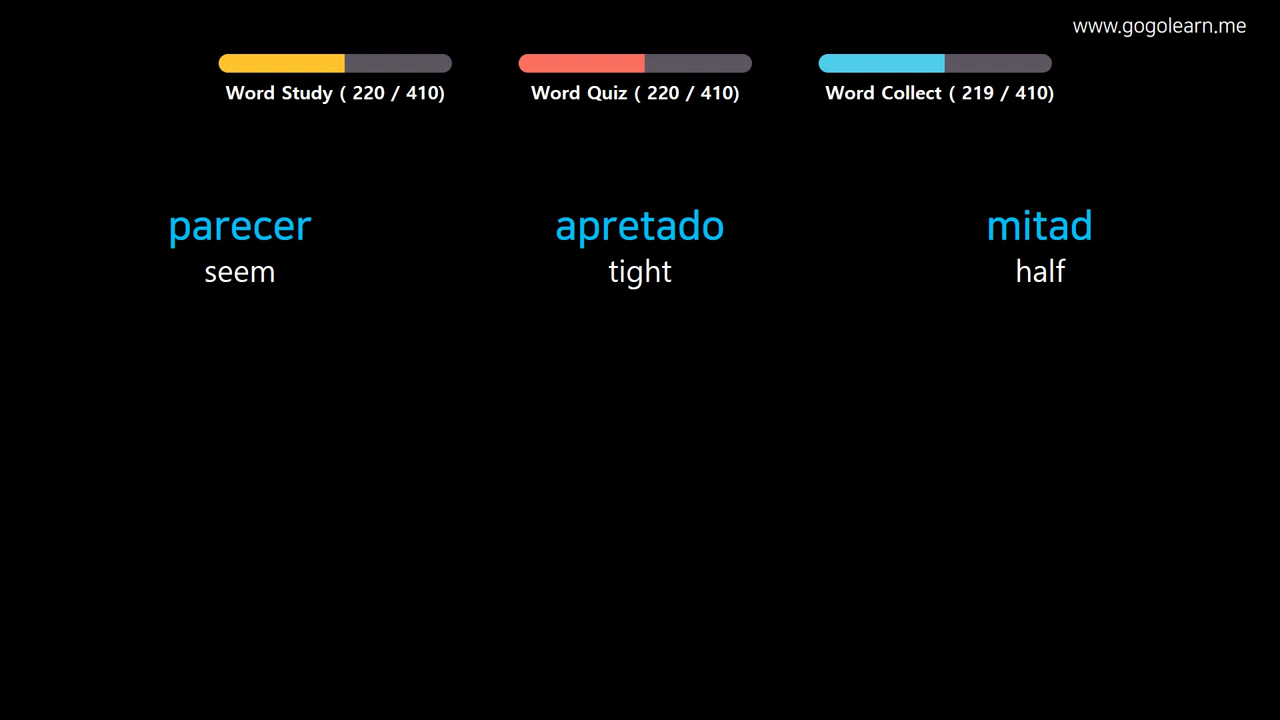 www.gogolearn.me
Word Study ( 220 / 410)
Word Quiz ( 220 / 410)
Word Collect ( 219 / 410)
parecer
seem
apretado
tight
mitad
half